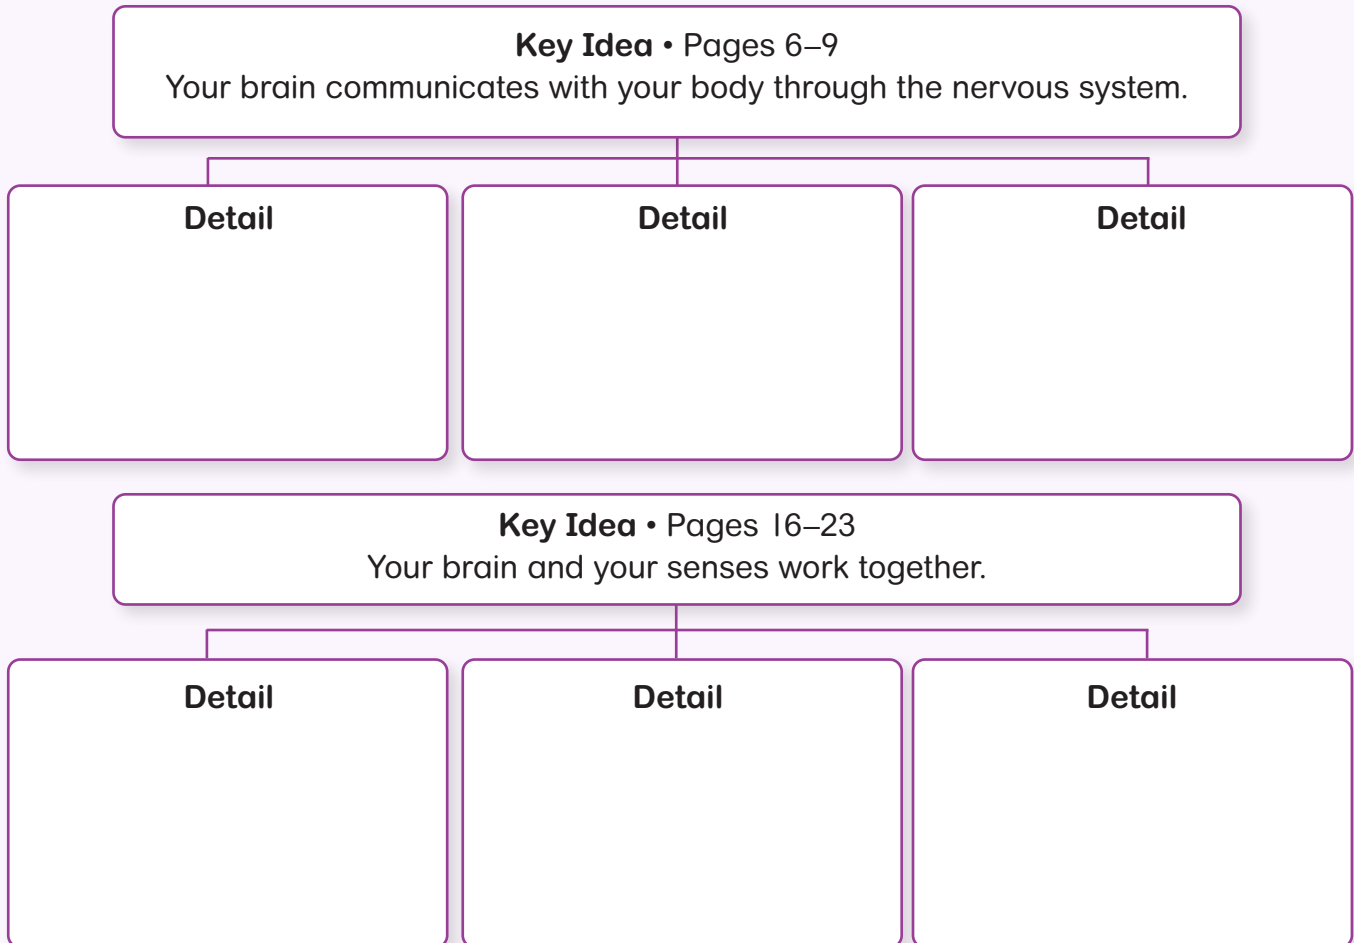 Key Idea • Pages 6–9
Your brain communicates with your body through the nervous system.
Detail
Detail
Detail
Key Idea • Pages 16–23
Your brain and your senses work together.
Detail
Detail
Detail